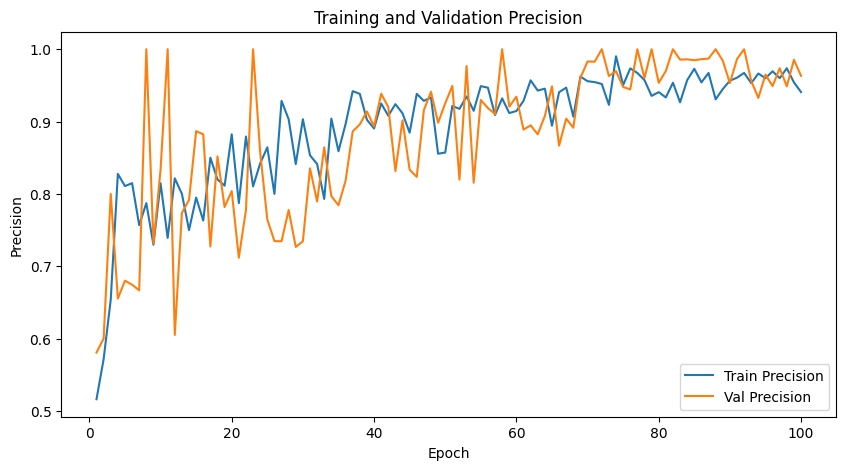 Training and Validation Precision
1.0
0.9
0.8
0.7
0.6
0.5
Precision
0 20 40 60 80 100
Epoch
Train Precision
Val Precision